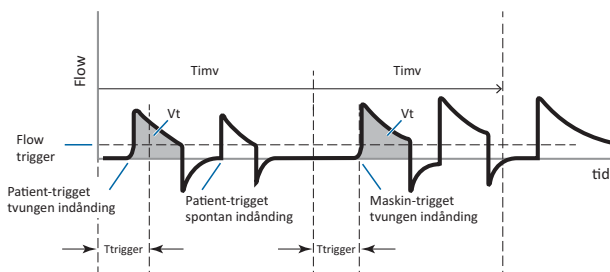 Flow
Timv
Timv
Vt
Vt
Flow
trigger
tid
Patient-trigget
tvungen indånding
Patient-trigget
spontan indånding
Maskin-trigget
tvungen indånding
Ttrigger
Ttrigger